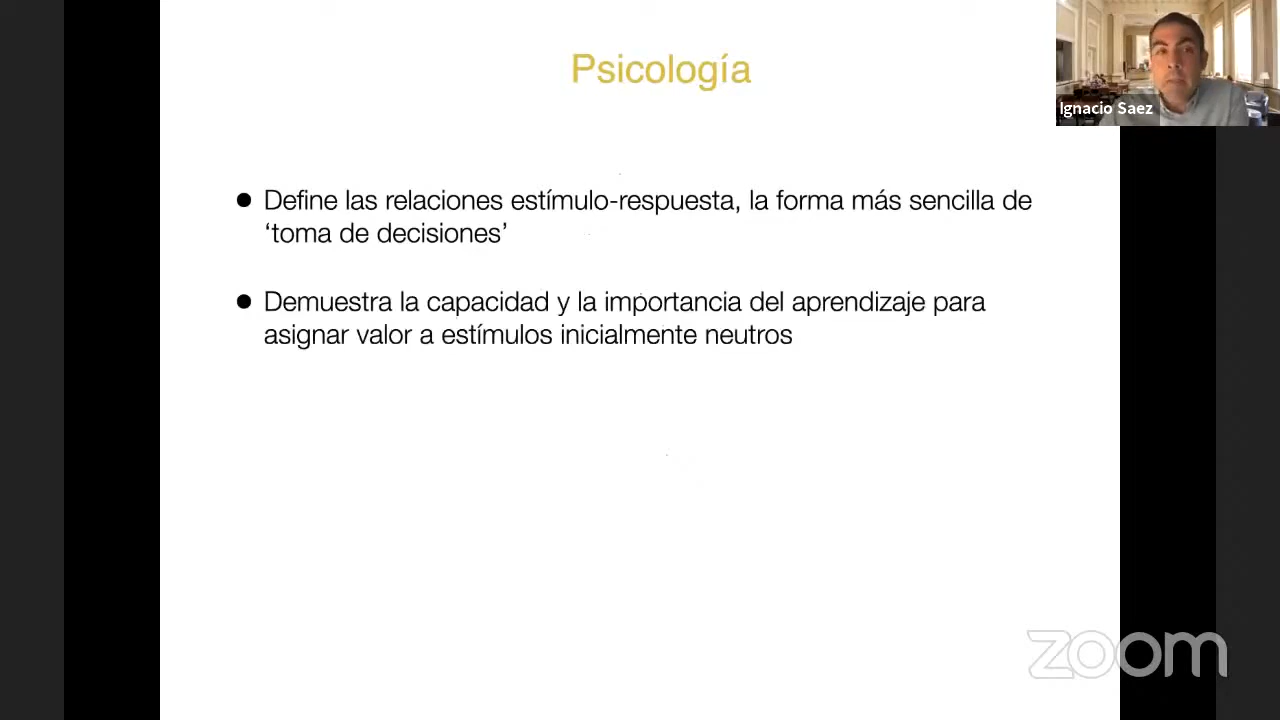 Psicología
Ignacio Saez
● Define las relaciones estímulo-respuesta, la forma más sencilla de
‘toma de decisiones’
● Demuestra la capacidad y la importancia del aprendizaje para
asignar valor a estímulos inicialmente neutros
zoom